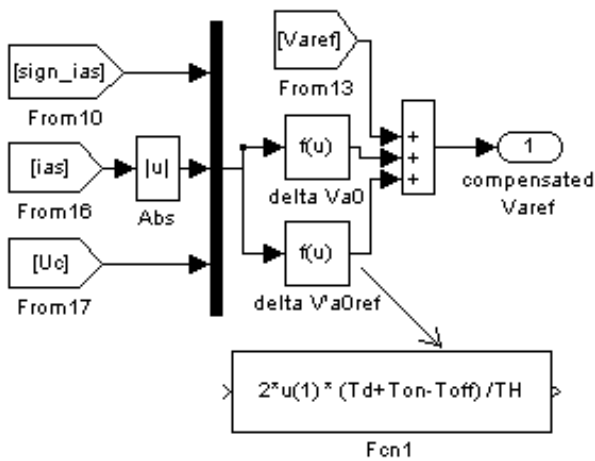 [Varef]
[sign_ias]
From13
From10
[ias]
|u|
f(u)
+
+
+
1
From16
Abs
delta Va0
compensated
Varef
[Uc]
f(u)
From17
delta V'a0ref
2*u(1) * (Td+Ton-Toff) /TH
Fcn1